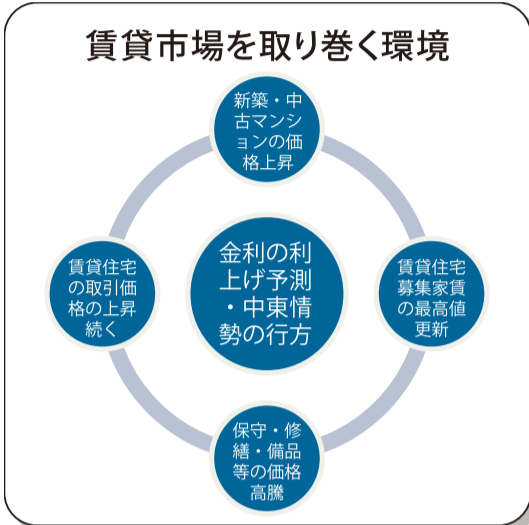 賃貸市場を取り巻く環境
新築・中
古マンシ
ョンの価
格上昇
賃貸住宅
の取引価
格の上昇
続く
金利の利
上げ予測
・中東情
勢の行方
賃貸住宅
募集家賃
の最高値
更新
保守・修
繕・備品
等の価格
高騰